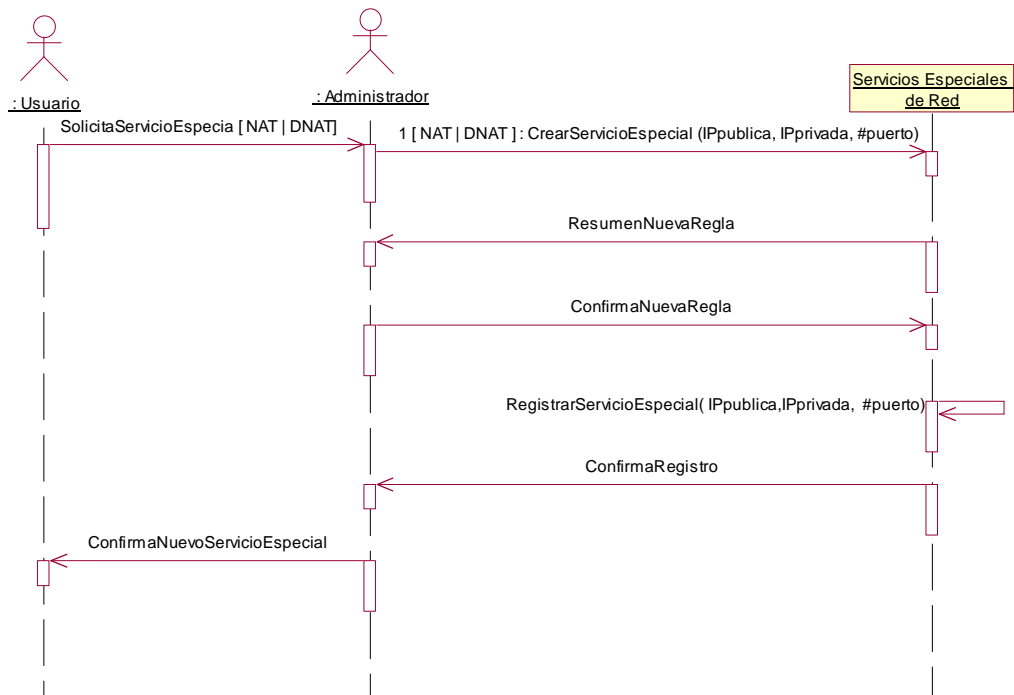 : Usuario
: Administrador
Servicios Especiales
de Red
SolicitaServicioEspecia [ NAT | DNAT]
1 [ NAT | DNAT ] : CrearServicioEspecial (IPpublica, IPprivada, #puerto)
ResumenNuevaRegla
ConfirmaNuevaRegla
RegistrarServicioEspecial( IPpublica,IPprivada, #puerto)
ConfirmaRegistro
ConfirmaNuevoServicioEspecial